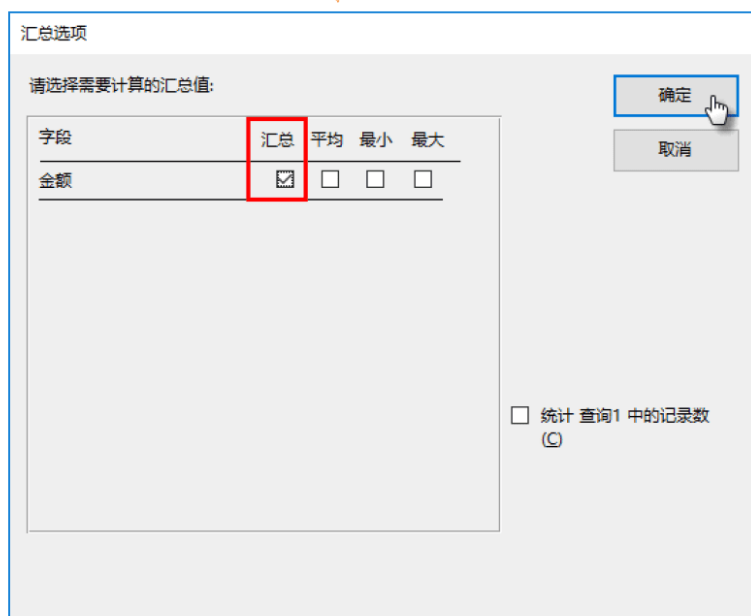 汇总选项
请选择需要计算的汇总值:
确定
字段 汇总 平均 最小 最大
取消
金额
统计 查询1 中的记录数
(C)